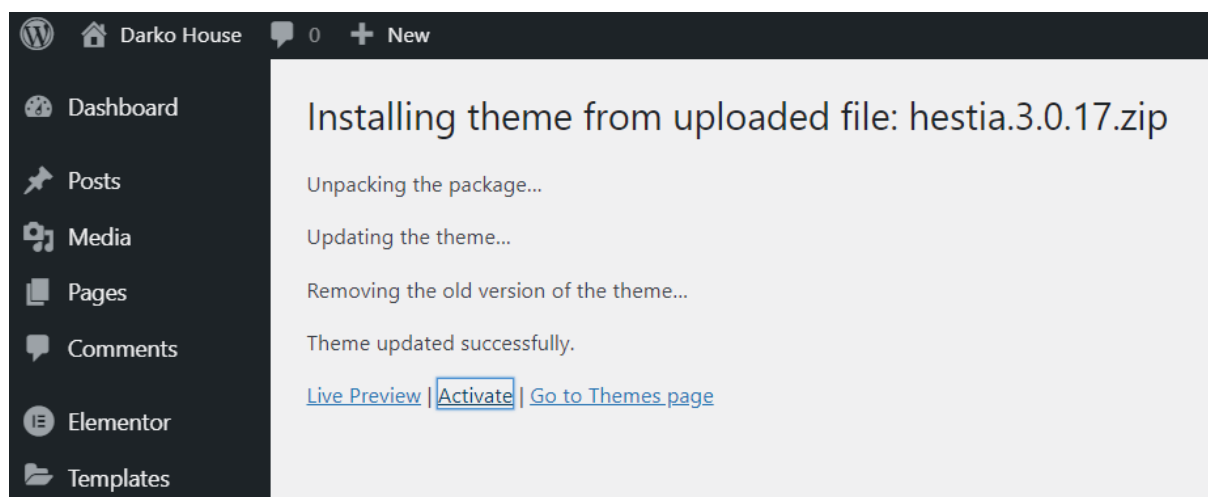 Darko House 0 + New
Dashboard
Installing theme from uploaded file: hestia.3.0.17.zip
Posts
Unpacking the package...
Media
Updating the theme...
Pages
Removing the old version of the theme...
Comments
Theme updated successfully.
Live Preview | Activate | Go to Themes page
Elementor
Templates